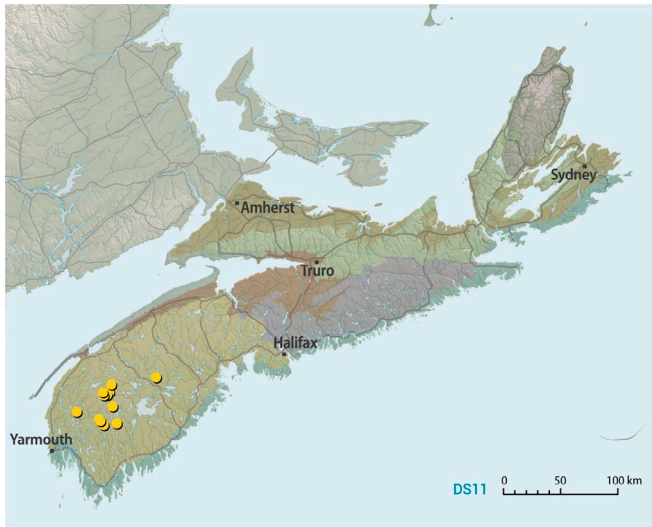 Sydney
Amherst
Truro
Halifax
Yarmouth
DS11 0 50 100 km